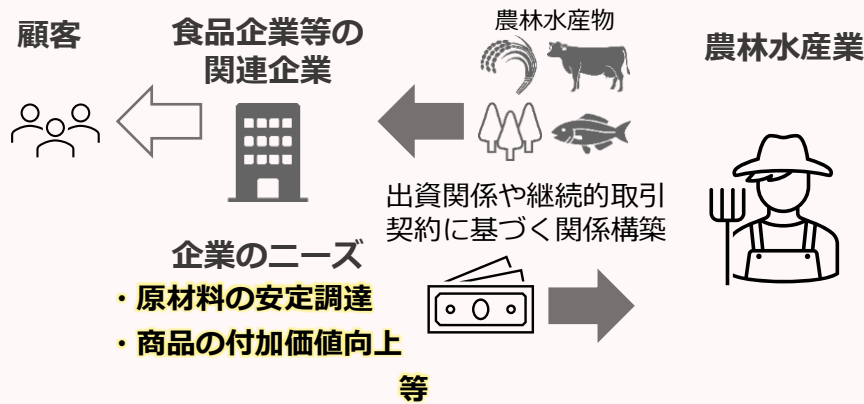 顧客
食品企業等の
関連企業
農林水産物
農林水産業
出資関係や継続的取引
契約に基づく関係構築
企業のニーズ
・原材料の安定調達
・商品の付加価値向上
等